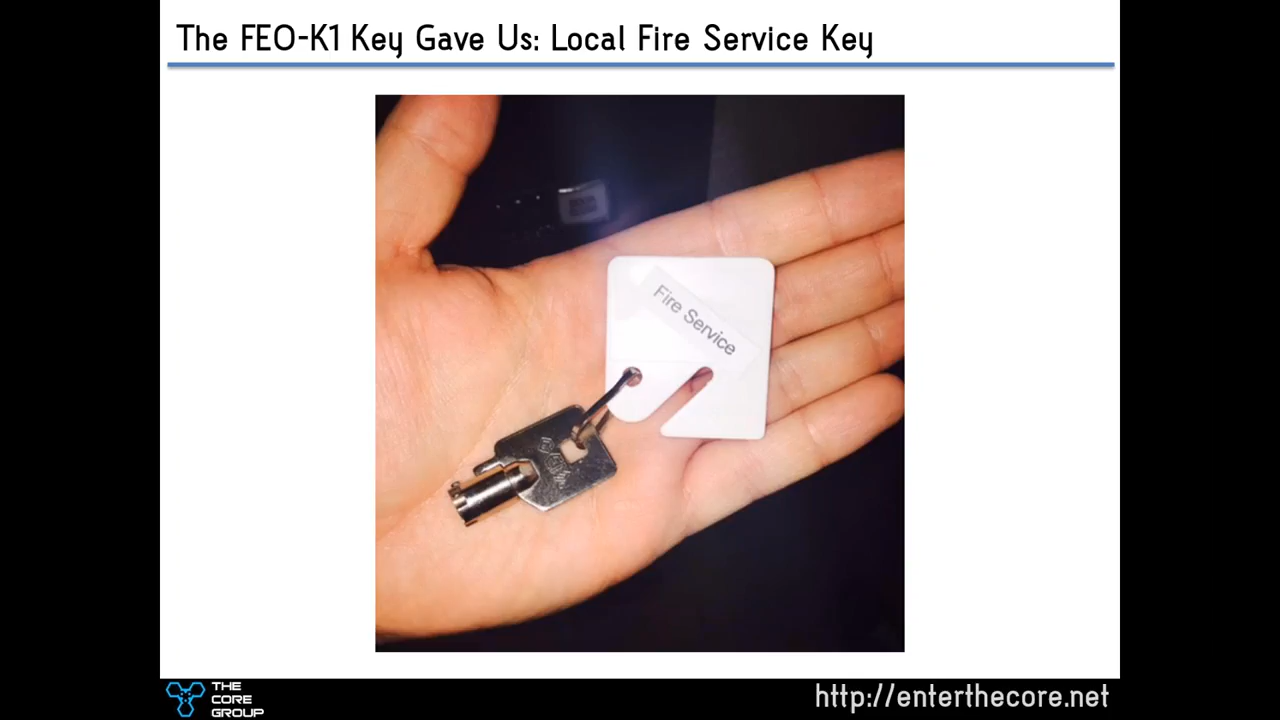 The FEO-K1 Key Gave Us: Local Fire Service Key
Fire Service
THE
CORE
GROUP
http://enterthecore.net